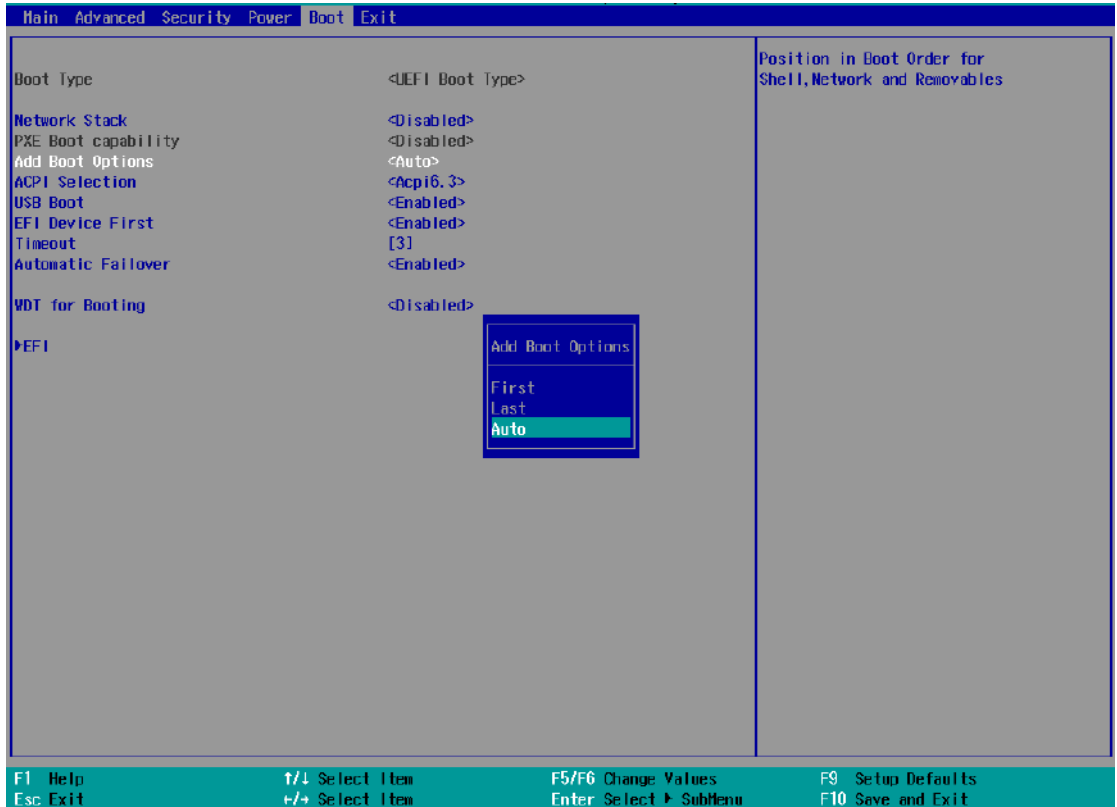 Main Advanced Security Power Boot Exit
Position in Boot Order for
Shell,Network and Removables
Boot Type <UEFI Boot Type>
Network Stack <Disabled>
PXE Boot capability <Disabled>
Add Boot Options <Auto>
ACPI Selection <Acpi6.3>
USB Boot <Enabled>
EFI Device First <Enabled>
Timeout [3]
Automatic Failover <Enabled>
WDT for Booting <Disabled>
▶EFI
Add Boot Options
First
Last
Auto
F1 Help ↑/↓ Select Item F5/F6 Change Values F9 Setup Defaults
Esc Exit ←/→ Select Item Enter Select ▶ SubMenu F10 Save and Exit